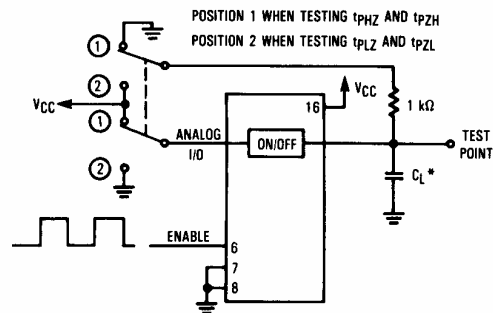 POSITION 1 WHEN TESTING tPHZ AND tPZH
POSITION 2 WHEN TESTING tPLZ AND tPZL
1
2
VCC
1
2
ANALOG
I/O
ON/OFF
16
VCC
1 kΩ
TEST
POINT
CL*
ENABLE
6
7
8